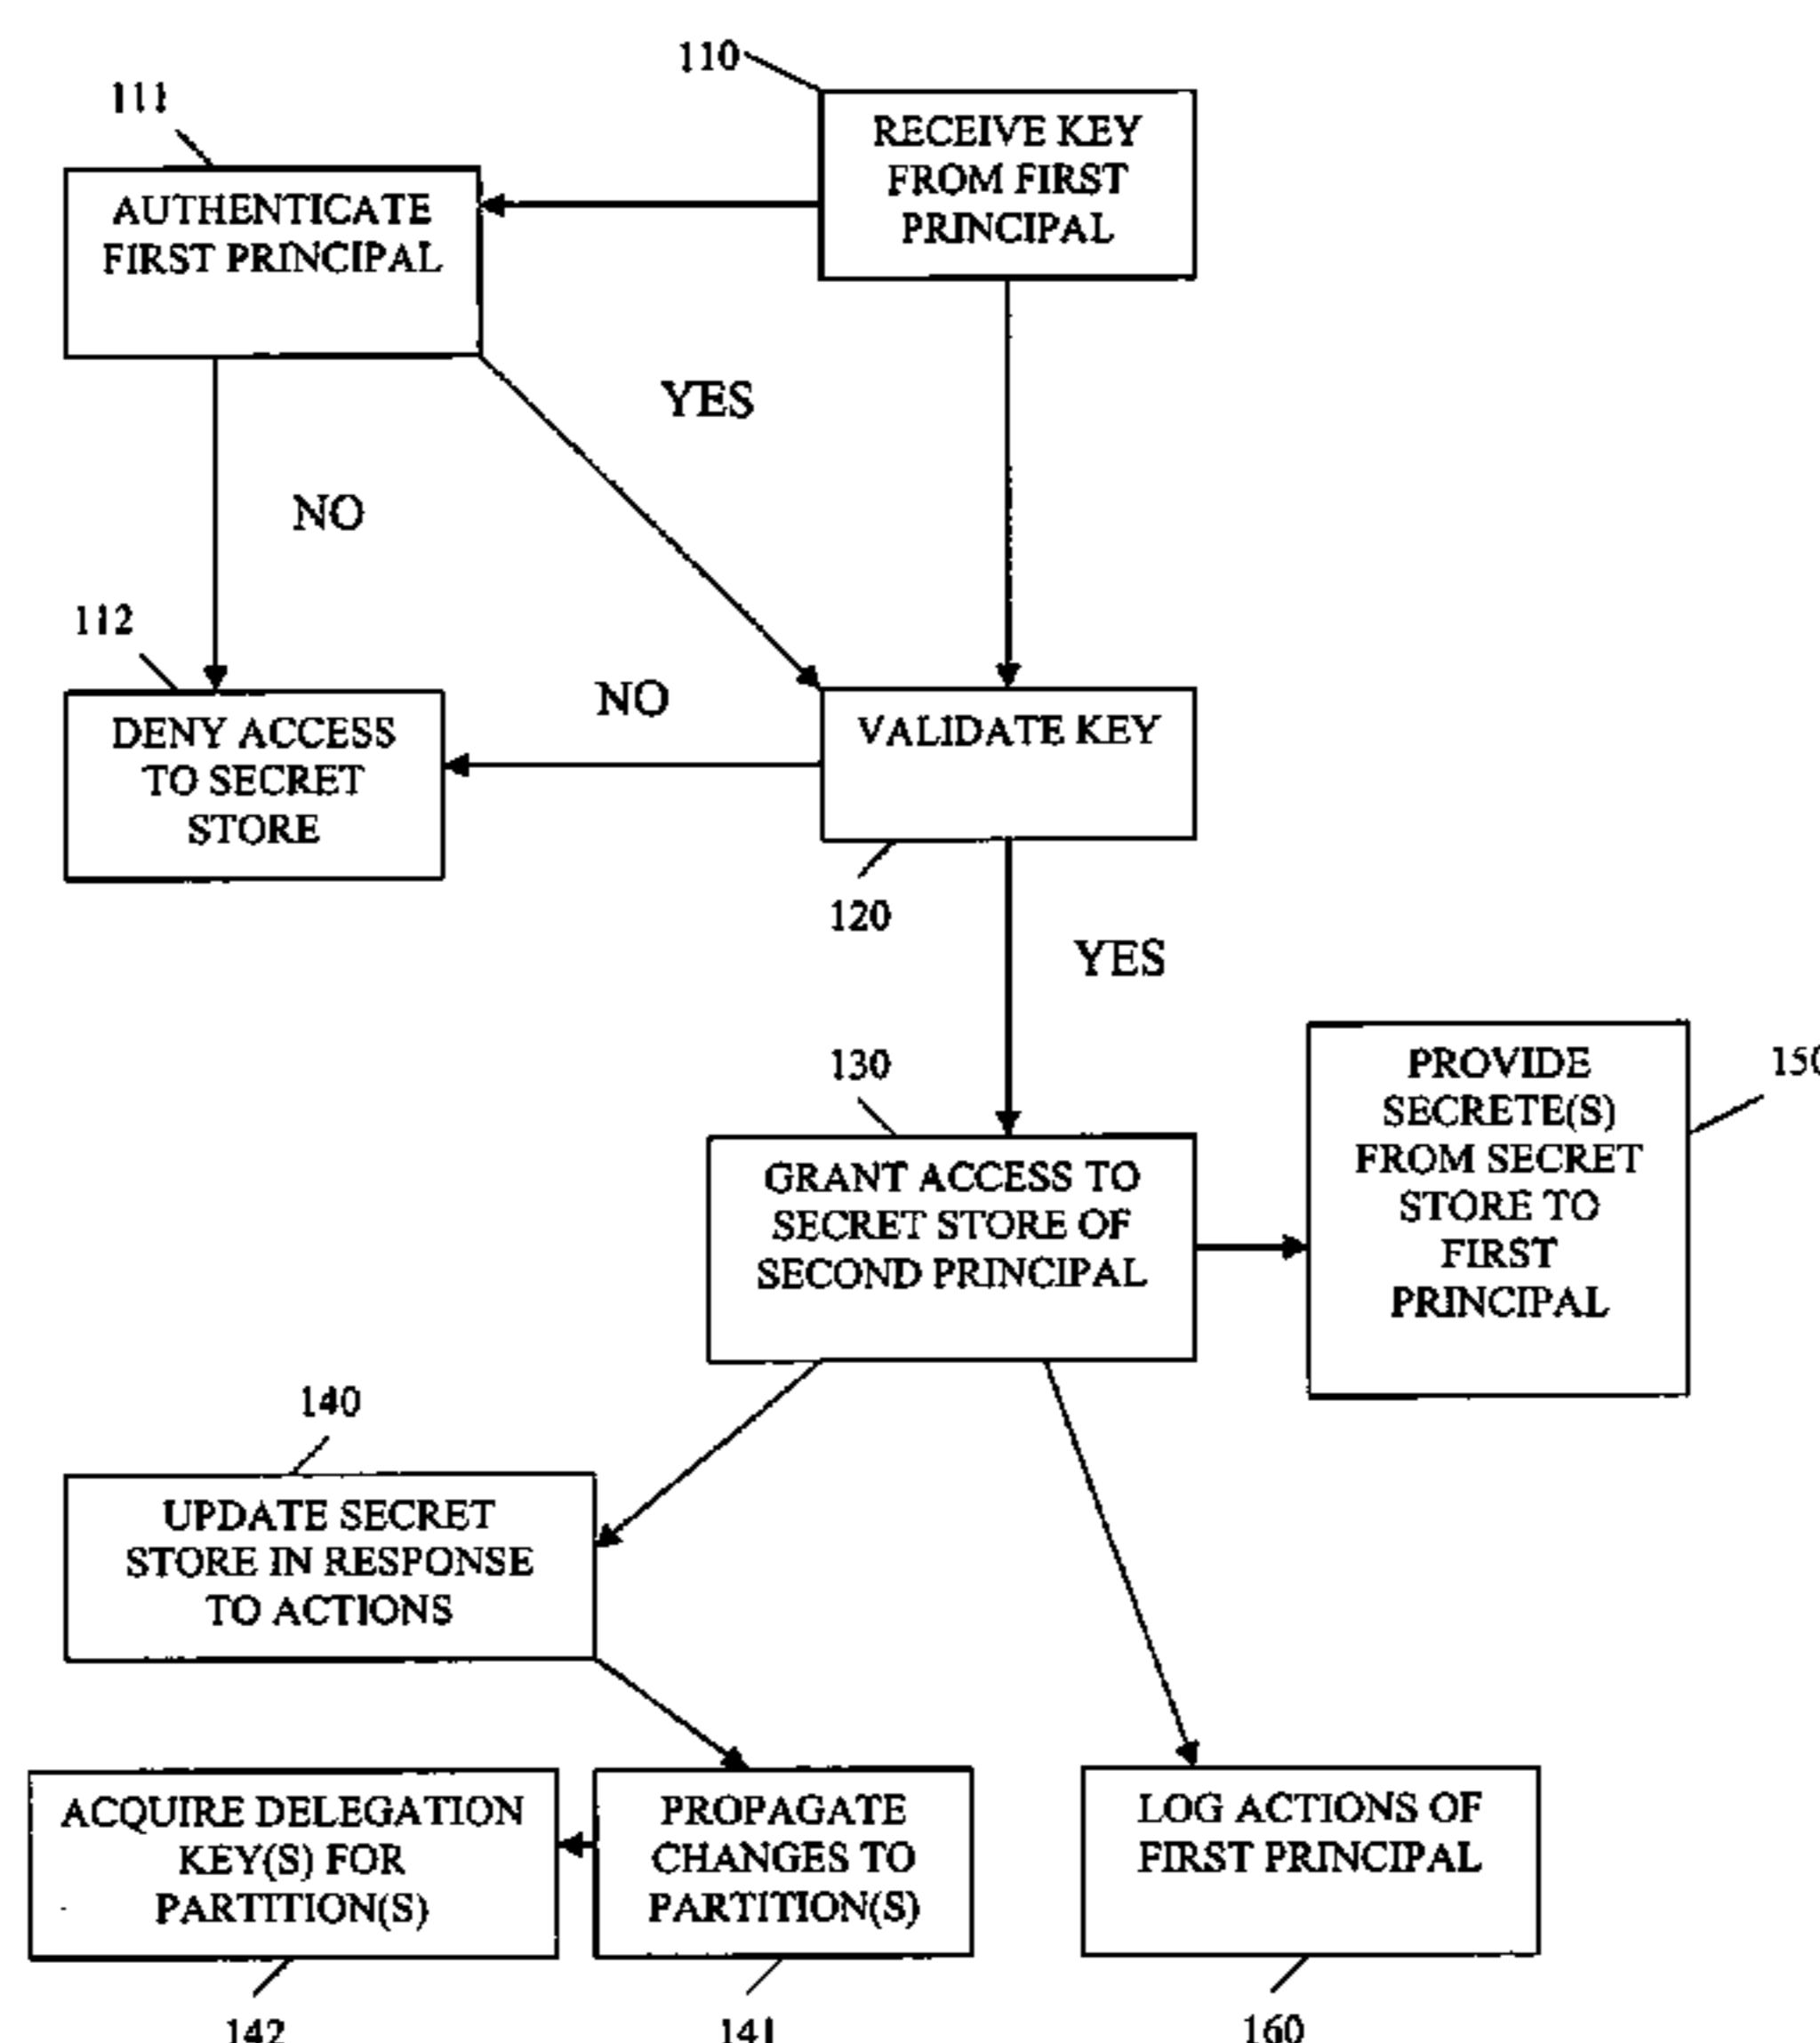 110
111
RECEIVE KEY
FROM FIRST
PRINCIPAL
AUTHENTICATE
FIRST PRINCIPAL
YES
NO
112
NO
DENY ACCESS
TO SECRET
STORE
VALIDATE KEY
120
YES
130
150
PROVIDE
SECRETE(S)
FROM SECRET
STORE TO
FIRST
PRINCIPAL
GRANT ACCESS TO
SECRET STORE OF
SECOND PRINCIPAL
140
UPDATE SECRET
STORE IN RESPONSE
TO ACTIONS
ACQUIRE DELEGATION
KEY(S) FOR
PARTITION(S)
PROPAGATE
CHANGES TO
PARTITION(S)
LOG ACTIONS OF
FIRST PRINCIPAL
142
141
160